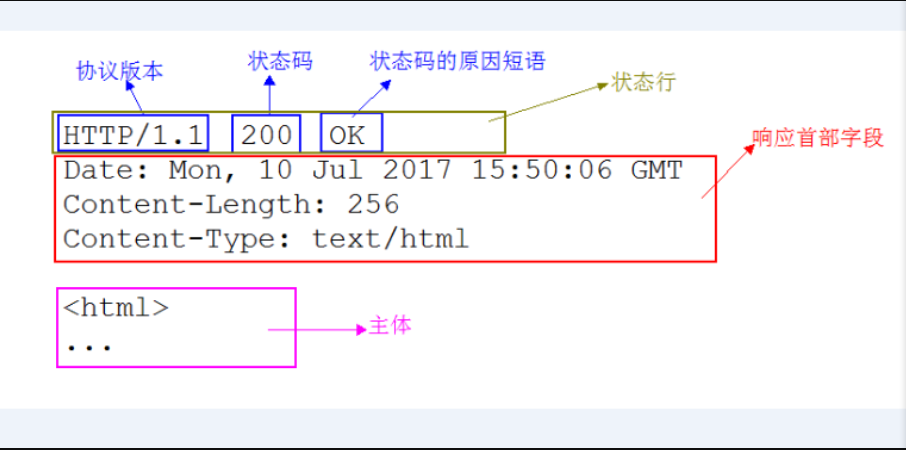 协议版本 状态码 状态码的原因短语
状态行
HTTP/1.1 200 OK
响应首部字段
Date: Mon, 10 Jul 2017 15:50:06 GMT
Content-Length: 256
Content-Type: text/html
<html>
主体
...